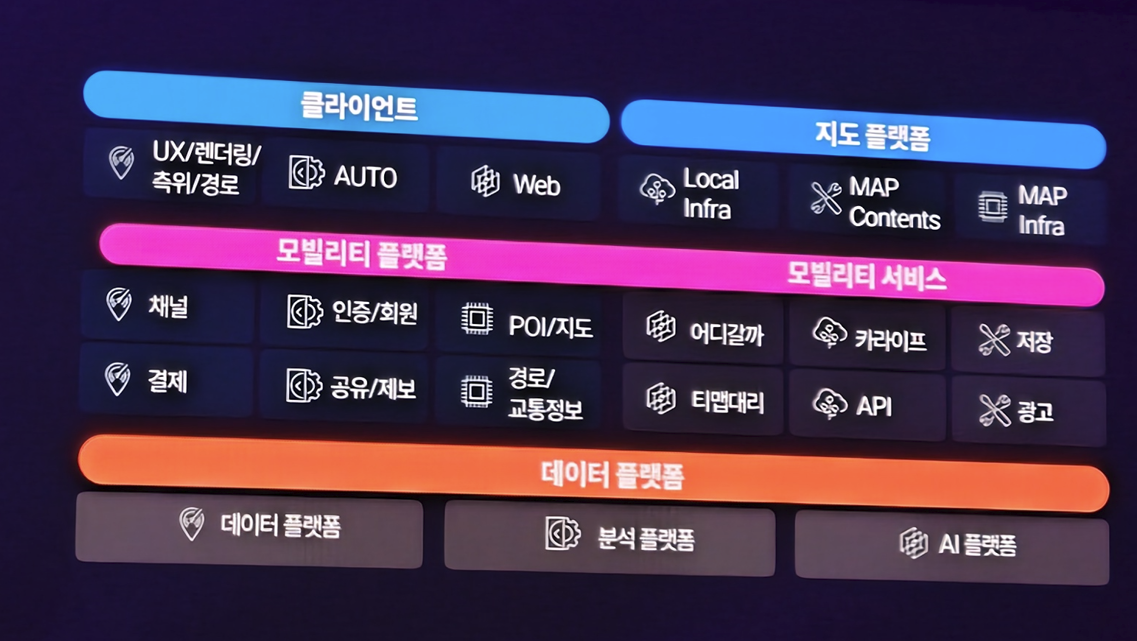 클라이언트
지도 플랫폼
UX/렌더링/
측위/경로
AUTO
Web
Local
Infra
MAP
Contents
MAP
Infra
모빌리티 플랫폼
모빌리티 서비스
채널
인증/회원
POI/지도
어디갈까
카라이프
저장
결제
공유/제보
경로/
교통정보
티맵대리
API
광고
데이터 플랫폼
데이터 플랫폼
분석 플랫폼
AI 플랫폼